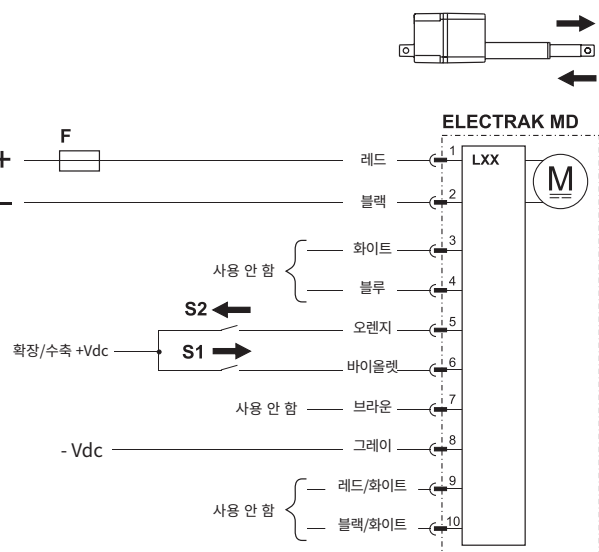 ELECTRAK MD
F
+
레드
1
LXX
M
−
블랙
2
화이트
3
사용 안 함
블루
4
S2
오렌지
5
확장/수축 +Vdc
S1
바이올렛
6
사용 안 함
브라운
7
- Vdc
그레이
8
레드/화이트
9
사용 안 함
블랙/화이트
10